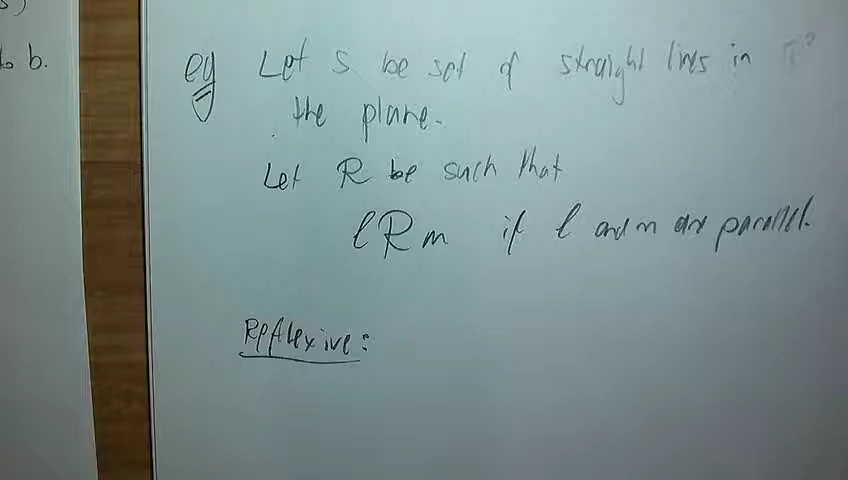 to b.
eg Let S be set of straight lines in
the plane.
Let R be such that
l R m if l and m are parallel.
Reflexive: